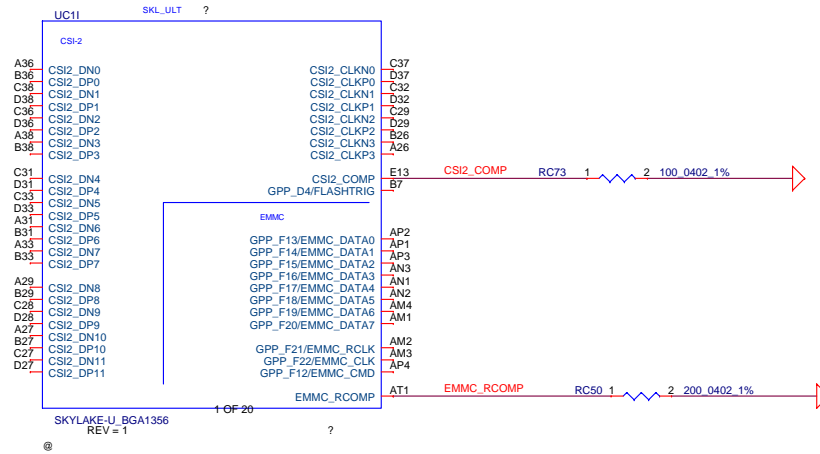 UC1I SKL_ULT ?
CSI-2
A36 CSI2_DN0 CSI2_CLKN0 C37
B36 CSI2_DP0 CSI2_CLKP0 D37
C38 CSI2_DN1 CSI2_CLKN1 C32
D38 CSI2_DP1 CSI2_CLKP1 D32
C36 CSI2_DN2 CSI2_CLKN2 C29
D36 CSI2_DP2 CSI2_CLKP2 D29
A38 CSI2_DN3 CSI2_CLKN3 B26
B38 CSI2_DP3 CSI2_CLKP3 A26
C31 CSI2_DN4 CSI2_COMP E13 CSI2_COMP RC73 1 2 100_0402_1%
D31 CSI2_DP4 GPP_D4/FLASHTRIG B7
C33 CSI2_DN5
D33 CSI2_DP5 EMMC
A31 CSI2_DN6
B31 CSI2_DP6 GPP_F13/EMMC_DATA0 AP2
A33 CSI2_DN7 GPP_F14/EMMC_DATA1 AP1
B33 CSI2_DP7 GPP_F15/EMMC_DATA2 AP3
GPP_F16/EMMC_DATA3 AN3
A29 CSI2_DN8 GPP_F17/EMMC_DATA4 AN1
B29 CSI2_DP8 GPP_F18/EMMC_DATA5 AN2
C28 CSI2_DN9 GPP_F19/EMMC_DATA6 AM4
D28 CSI2_DP9 GPP_F20/EMMC_DATA7 AM1
A27 CSI2_DN10
B27 CSI2_DP10 GPP_F21/EMMC_RCLK AM2
C27 CSI2_DN11 GPP_F22/EMMC_CLK AM3
D27 CSI2_DP11 GPP_F12/EMMC_CMD AP4
EMMC_RCOMP AT1 EMMC_RCOMP RC50 1 2 200_0402_1%
1 OF 20
SKYLAKE-U_BGA1356
REV = 1 ?
@